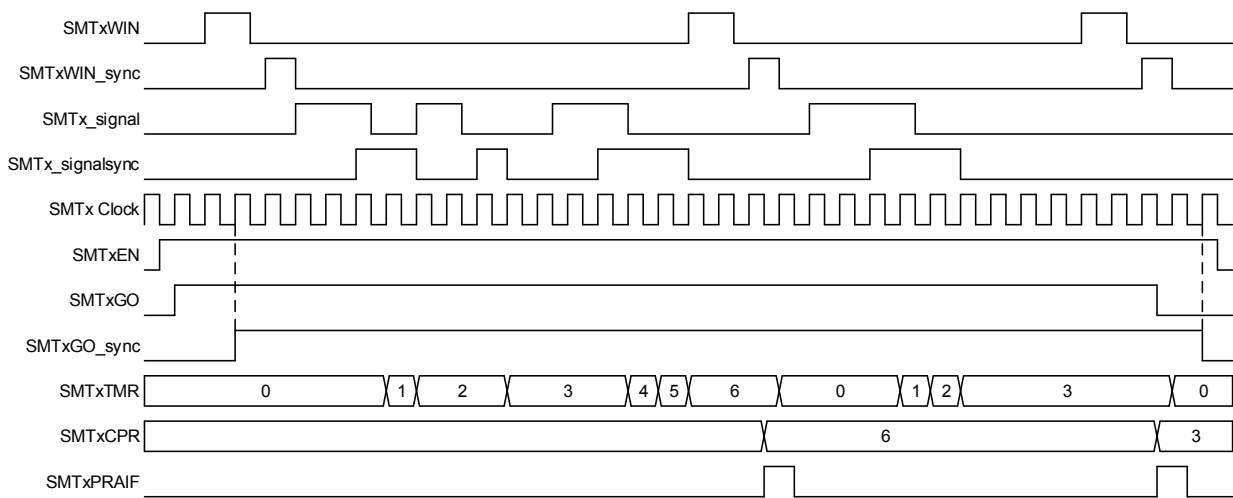 SMTxWIN
SMTxWIN_sync
SMTx_signal
SMTx_signalsync
SMTx Clock
SMTxEN
SMTxGO
SMTxGO_sync
SMTxTMR 0 1 2 3 4 5 6 0 1 2 3 0
SMTxCPR 6 3
SMTxPRAIF